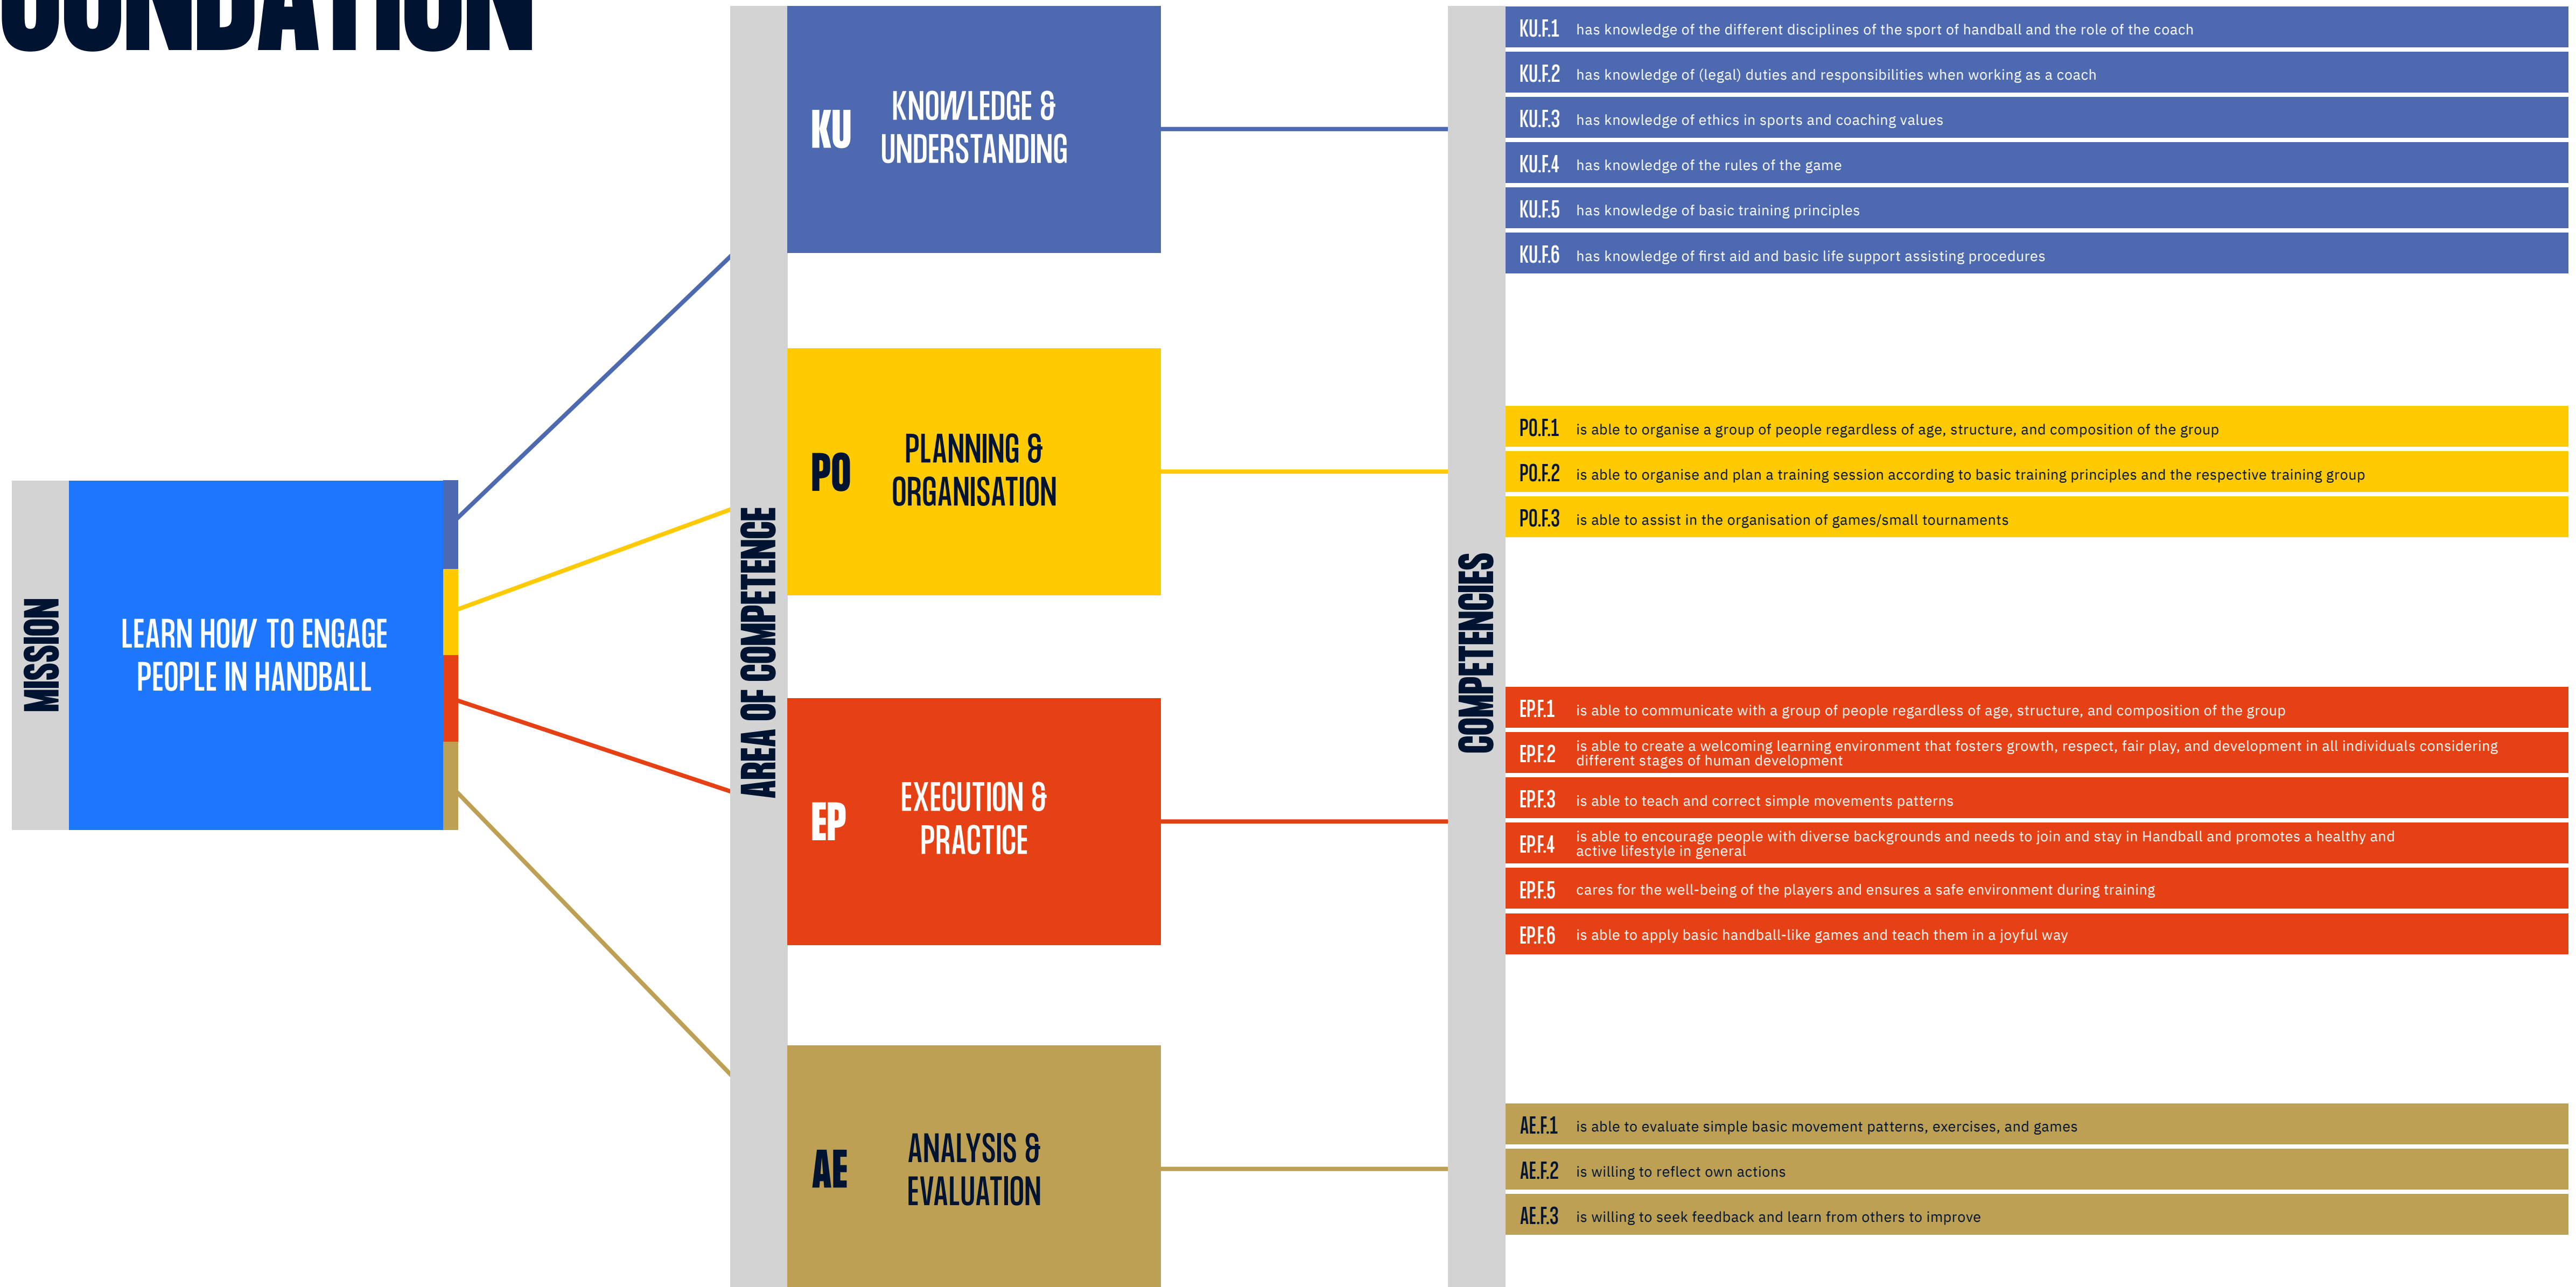 OUNDATION
MISSION
LEARN HOW TO ENGAGE
PEOPLE IN HANDBALL
AREA OF COMPETENCE
KU
KNOWLEDGE &
UNDERSTANDING
PO
PLANNING &
ORGANISATION
EP
EXECUTION &
PRACTICE
AE
ANALYSIS &
EVALUATION
COMPETENCIES
KU.F.1 has knowledge of the different disciplines of the sport of handball and the role of the coach
KU.F.2 has knowledge of (legal) duties and responsibilities when working as a coach
KU.F.3 has knowledge of ethics in sports and coaching values
KU.F.4 has knowledge of the rules of the game
KU.F.5 has knowledge of basic training principles
KU.F.6 has knowledge of first aid and basic life support assisting procedures
PO.F.1 is able to organise a group of people regardless of age, structure, and composition of the group
PO.F.2 is able to organise and plan a training session according to basic training principles and the respective training group
PO.F.3 is able to assist in the organisation of games/small tournaments
EP.F.1 is able to communicate with a group of people regardless of age, structure, and composition of the group
EP.F.2 is able to create a welcoming learning environment that fosters growth, respect, fair play, and development in all individuals considering
different stages of human development
EP.F.3 is able to teach and correct simple movements patterns
EP.F.4 is able to encourage people with diverse backgrounds and needs to join and stay in Handball and promotes a healthy and
active lifestyle in general
EP.F.5 cares for the well-being of the players and ensures a safe environment during training
EP.F.6 is able to apply basic handball-like games and teach them in a joyful way
AE.F.1 is able to evaluate simple basic movement patterns, exercises, and games
AE.F.2 is willing to reflect own actions
AE.F.3 is willing to seek feedback and learn from others to improve